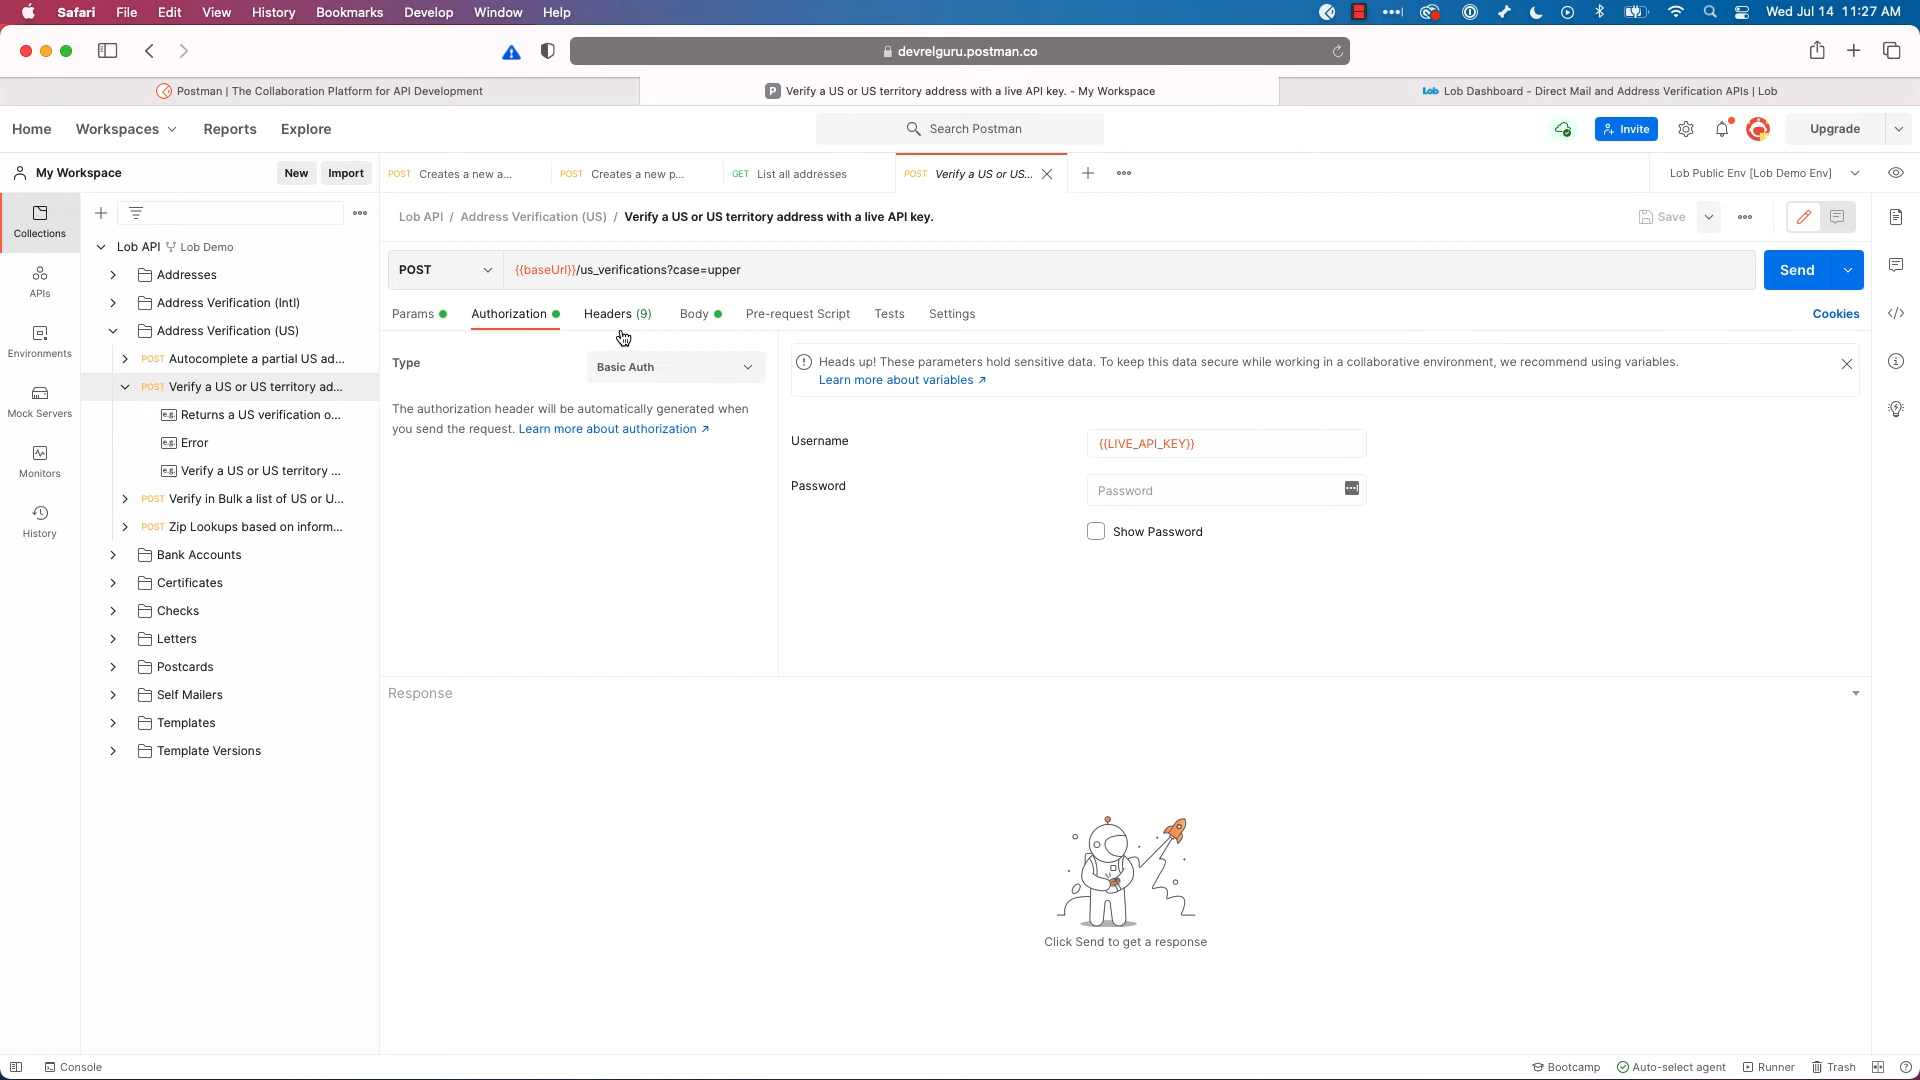 Safari File Edit View History Bookmarks Develop Window Help Wed Jul 14 11:27 AM
devrelguru.postman.co
Postman | The Collaboration Platform for API Development
P Verify a US or US territory address with a live API key. - My Workspace
Lob Lob Dashboard - Direct Mail and Address Verification APIs | Lob
Home Workspaces Reports Explore Search Postman Invite Upgrade
My Workspace New Import
POST Creates a new a... POST Creates a new p... GET List all addresses POST Verify a US or US... Lob Public Env [Lob Demo Env]
Collections
APIs
Environments
Mock Servers
Monitors
History
Lob API Lob Demo
Addresses
Address Verification (Intl)
Address Verification (US)
POST Autocomplete a partial US ad...
POST Verify a US or US territory ad...
e.g. Returns a US verification o...
e.g. Error
e.g. Verify a US or US territory ...
POST Verify in Bulk a list of US or U...
POST Zip Lookups based on inform...
Bank Accounts
Certificates
Checks
Letters
Postcards
Self Mailers
Templates
Template Versions
Lob API / Address Verification (US) / Verify a US or US territory address with a live API key. Save
POST {{baseUrl}}/us_verifications?case=upper Send
Params Authorization Headers (9) Body Pre-request Script Tests Settings Cookies
Type Basic Auth
The authorization header will be automatically generated when
you send the request. Learn more about authorization ↗
Heads up! These parameters hold sensitive data. To keep this data secure while working in a collaborative environment, we recommend using variables.
Learn more about variables ↗
Username {{LIVE_API_KEY}}
Password Password
Show Password
Response
Click Send to get a response
Console Bootcamp Auto-select agent Runner Trash